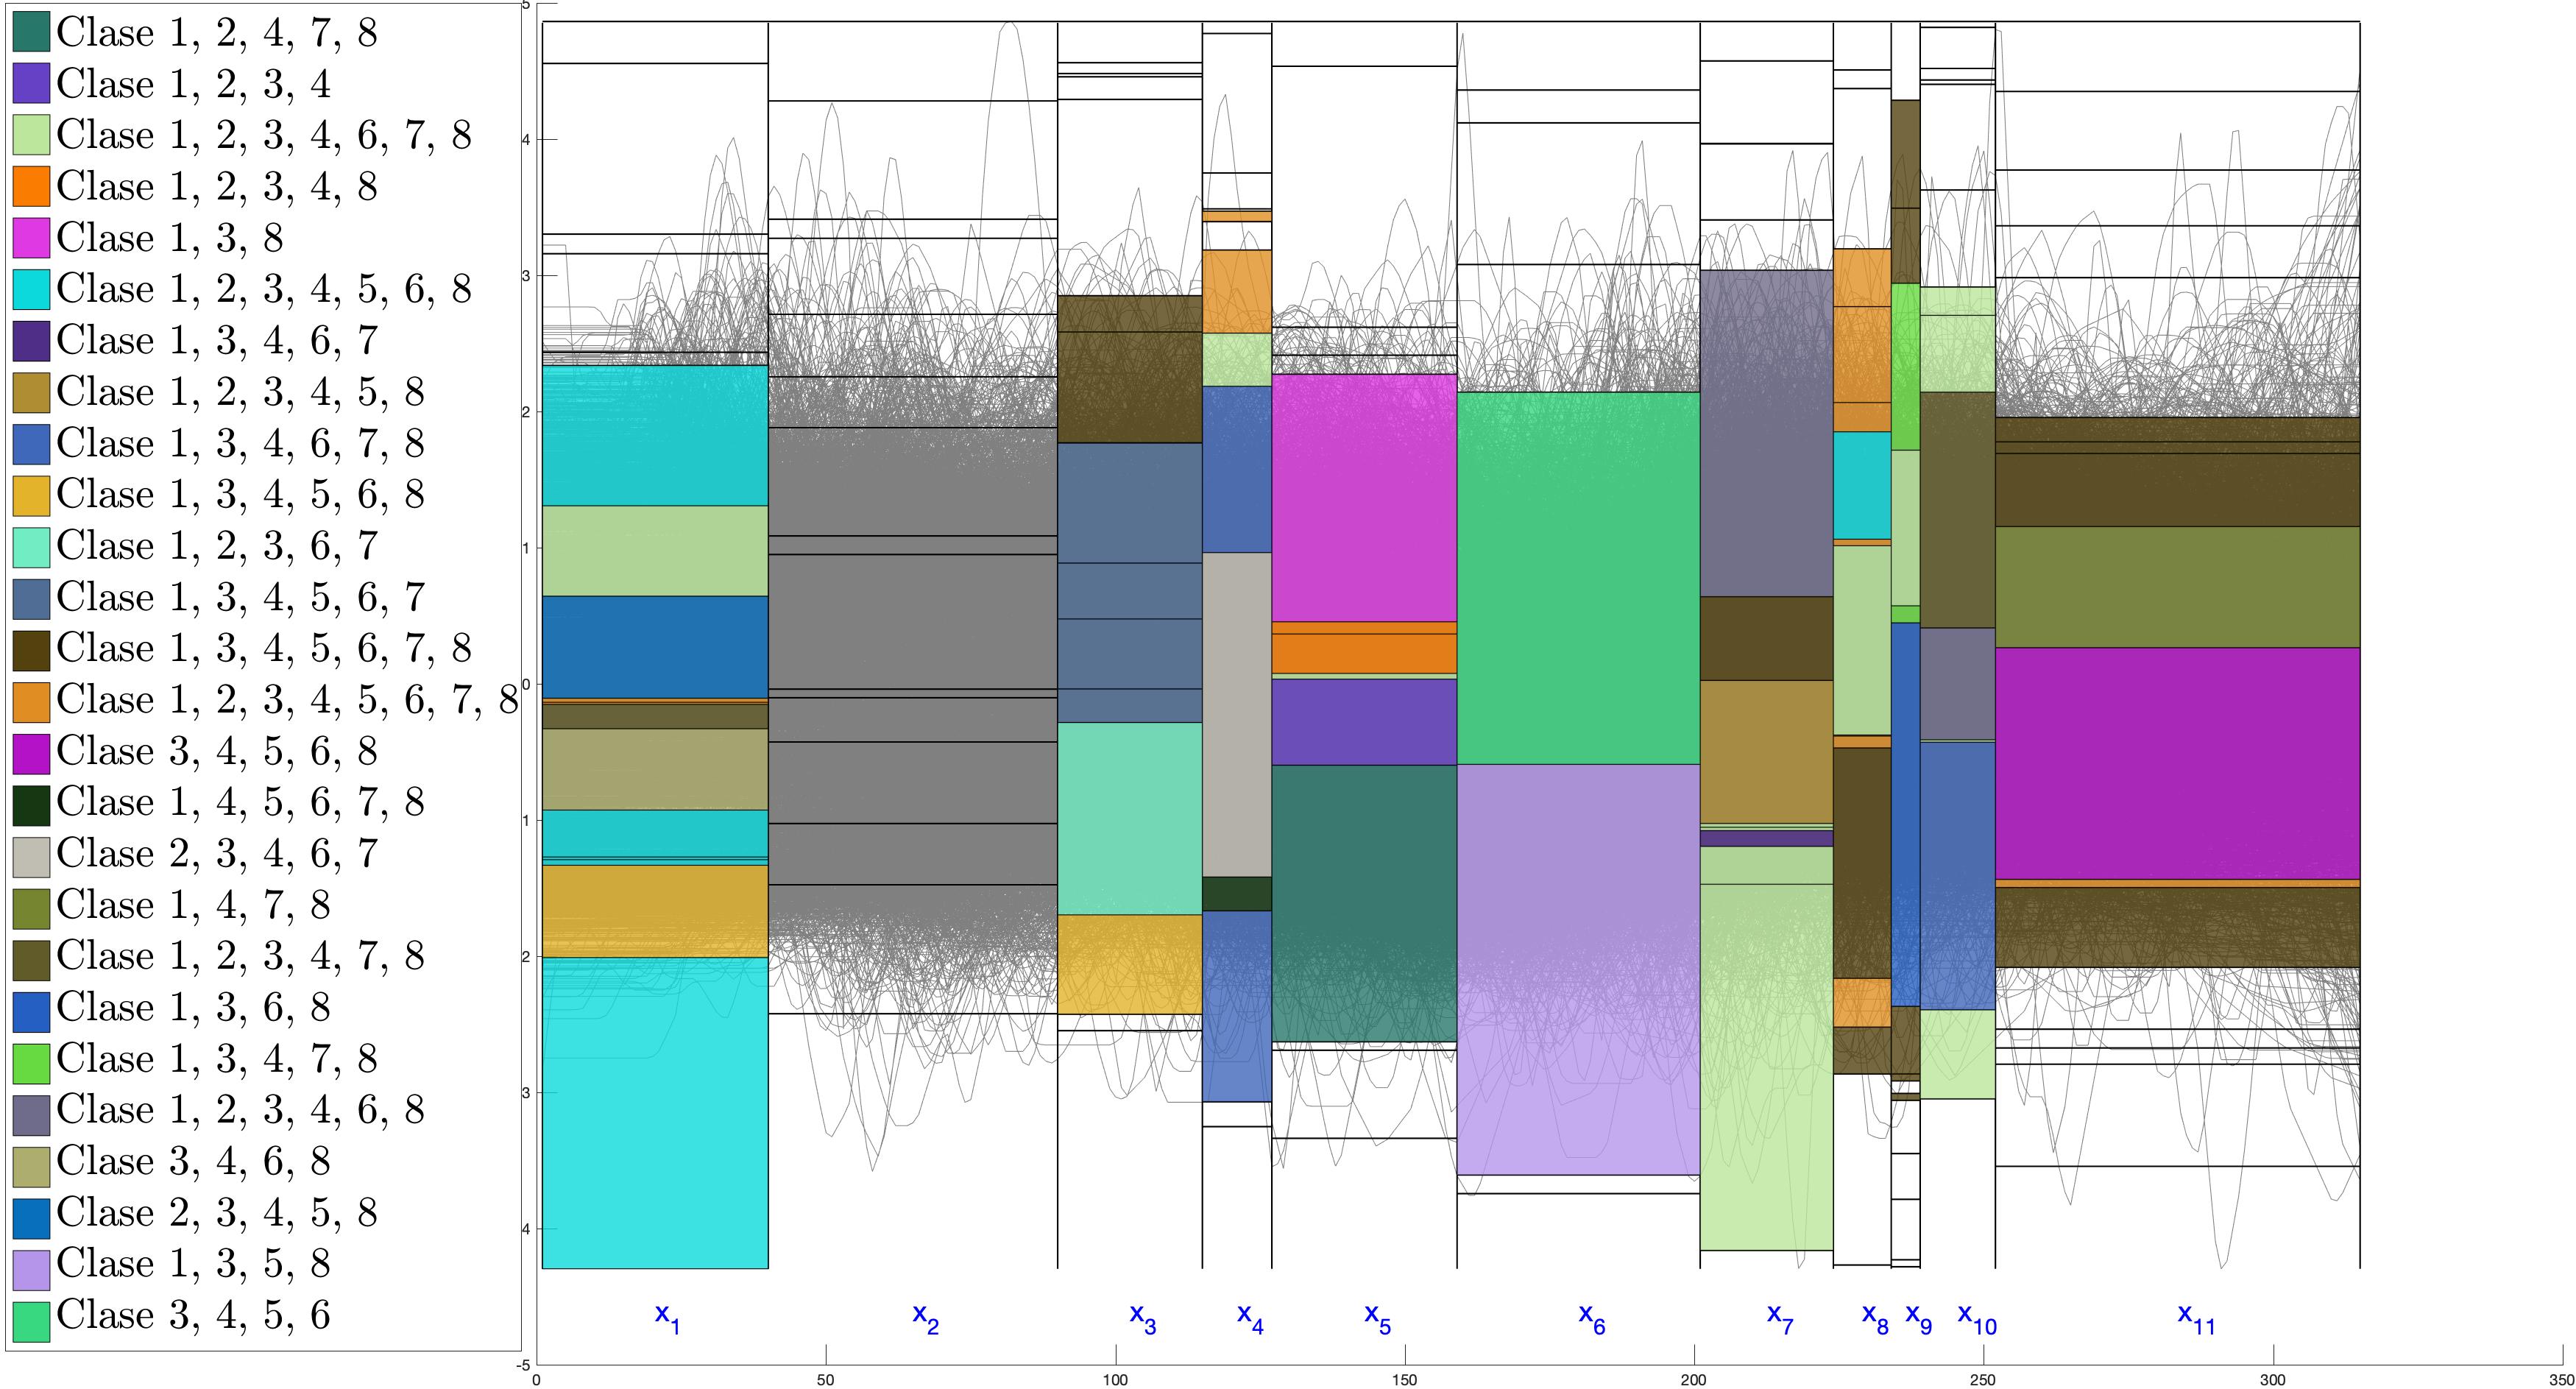 Clase 1, 2, 4, 7, 8
Clase 1, 2, 3, 4
Clase 1, 2, 3, 4, 6, 7, 8
Clase 1, 2, 3, 4, 8
Clase 1, 3, 8
Clase 1, 2, 3, 4, 5, 6, 8
Clase 1, 3, 4, 6, 7
Clase 1, 2, 3, 4, 5, 8
Clase 1, 3, 4, 6, 7, 8
Clase 1, 3, 4, 5, 6, 8
Clase 1, 2, 3, 6, 7
Clase 1, 3, 4, 5, 6, 7
Clase 1, 3, 4, 5, 6, 7, 8
Clase 1, 2, 3, 4, 5, 6, 7, 8
Clase 3, 4, 5, 6, 8
Clase 1, 4, 5, 6, 7, 8
Clase 2, 3, 4, 6, 7
Clase 1, 4, 7, 8
Clase 1, 2, 3, 4, 7, 8
Clase 1, 3, 6, 8
Clase 1, 3, 4, 7, 8
Clase 1, 2, 3, 4, 6, 8
Clase 3, 4, 6, 8
Clase 2, 3, 4, 5, 8
Clase 1, 3, 5, 8
Clase 3, 4, 5, 6
5
4
3
2
1
0
1
2
3
4
-5
x1 x2 x3 x4 x5 x6 x7 x8 x9 x10 x11
0 50 100 150 200 250 300 350